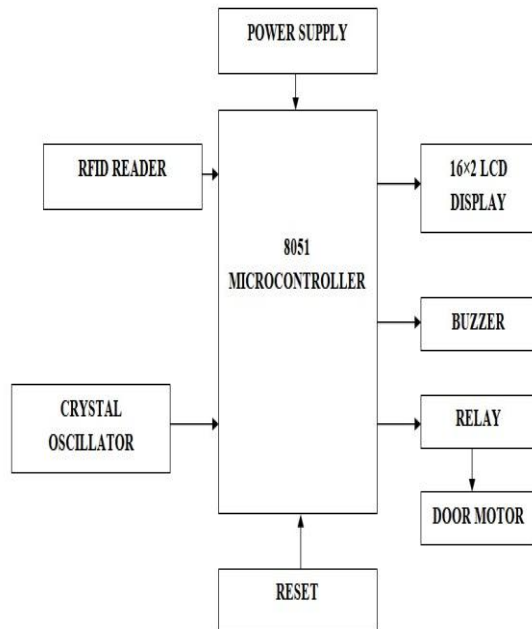 POWER SUPPLY
RFID READER
16×2 LCD
DISPLAY
8051
MICROCONTROLLER
BUZZER
CRYSTAL
OSCILLATOR
RELAY
DOOR MOTOR
RESET